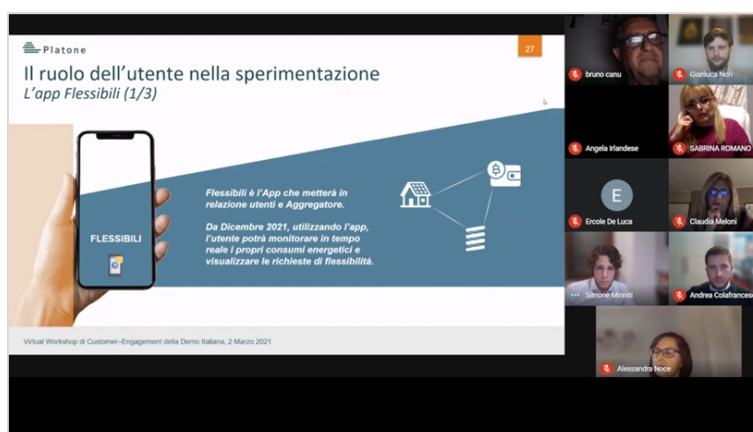 Platone
27
Il ruolo dell'utente nella sperimentazione
L'app Flessibili (1/3)
FLESSIBILI
Flessibili è l'App che metterà in
relazione utenti e Aggregatore.
Da Dicembre 2021, utilizzando l'app,
l'utente potrà monitorare in tempo
reale i propri consumi energetici e
visualizzare le richieste di flessibilità.
Virtual Workshop di Customer–Engagement della Demo Italiana, 2 Marzo 2021
bruno canu
Gianluca Nori
Angela Irlandese
SABRINA ROMANO
E
Ercole De Luca
Claudia Meloni
Simone Minniti
Andrea Colafrancesc
Alessandra Noce